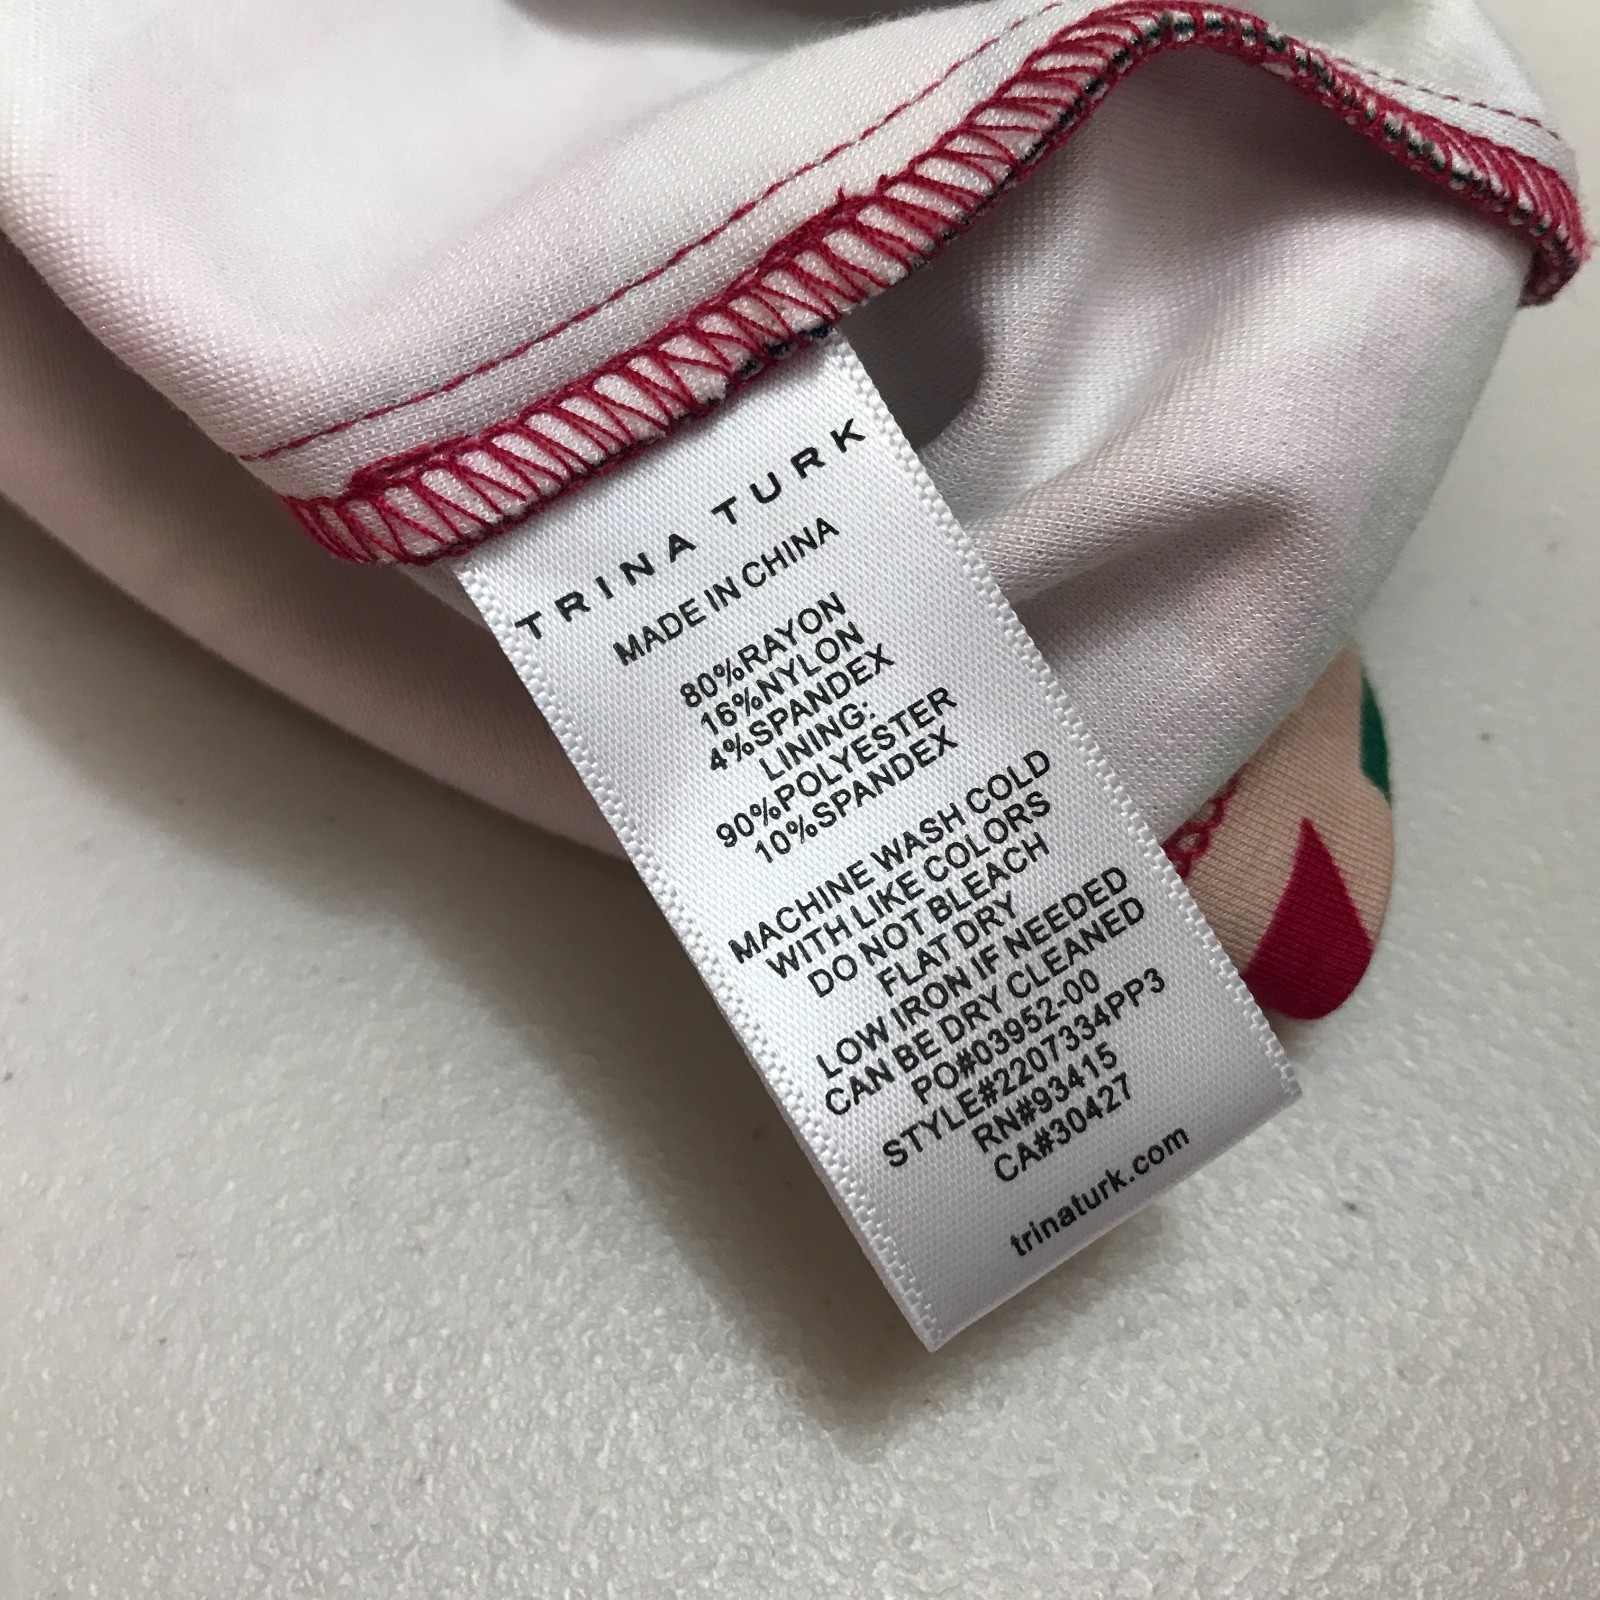 TRINA TURK
MADE IN CHINA
80%RAYON
16%NYLON
4%SPANDEX
LINING:
90%POLYESTER
10%SPANDEX
MACHINE WASH COLD
WITH LIKE COLORS
DO NOT BLEACH
FLAT DRY
LOW IRON IF NEEDED
CAN BE DRY CLEANED
PO#03952-00
STYLE#2207334PP3
RN#93415
CA#30427
trinaturk.com